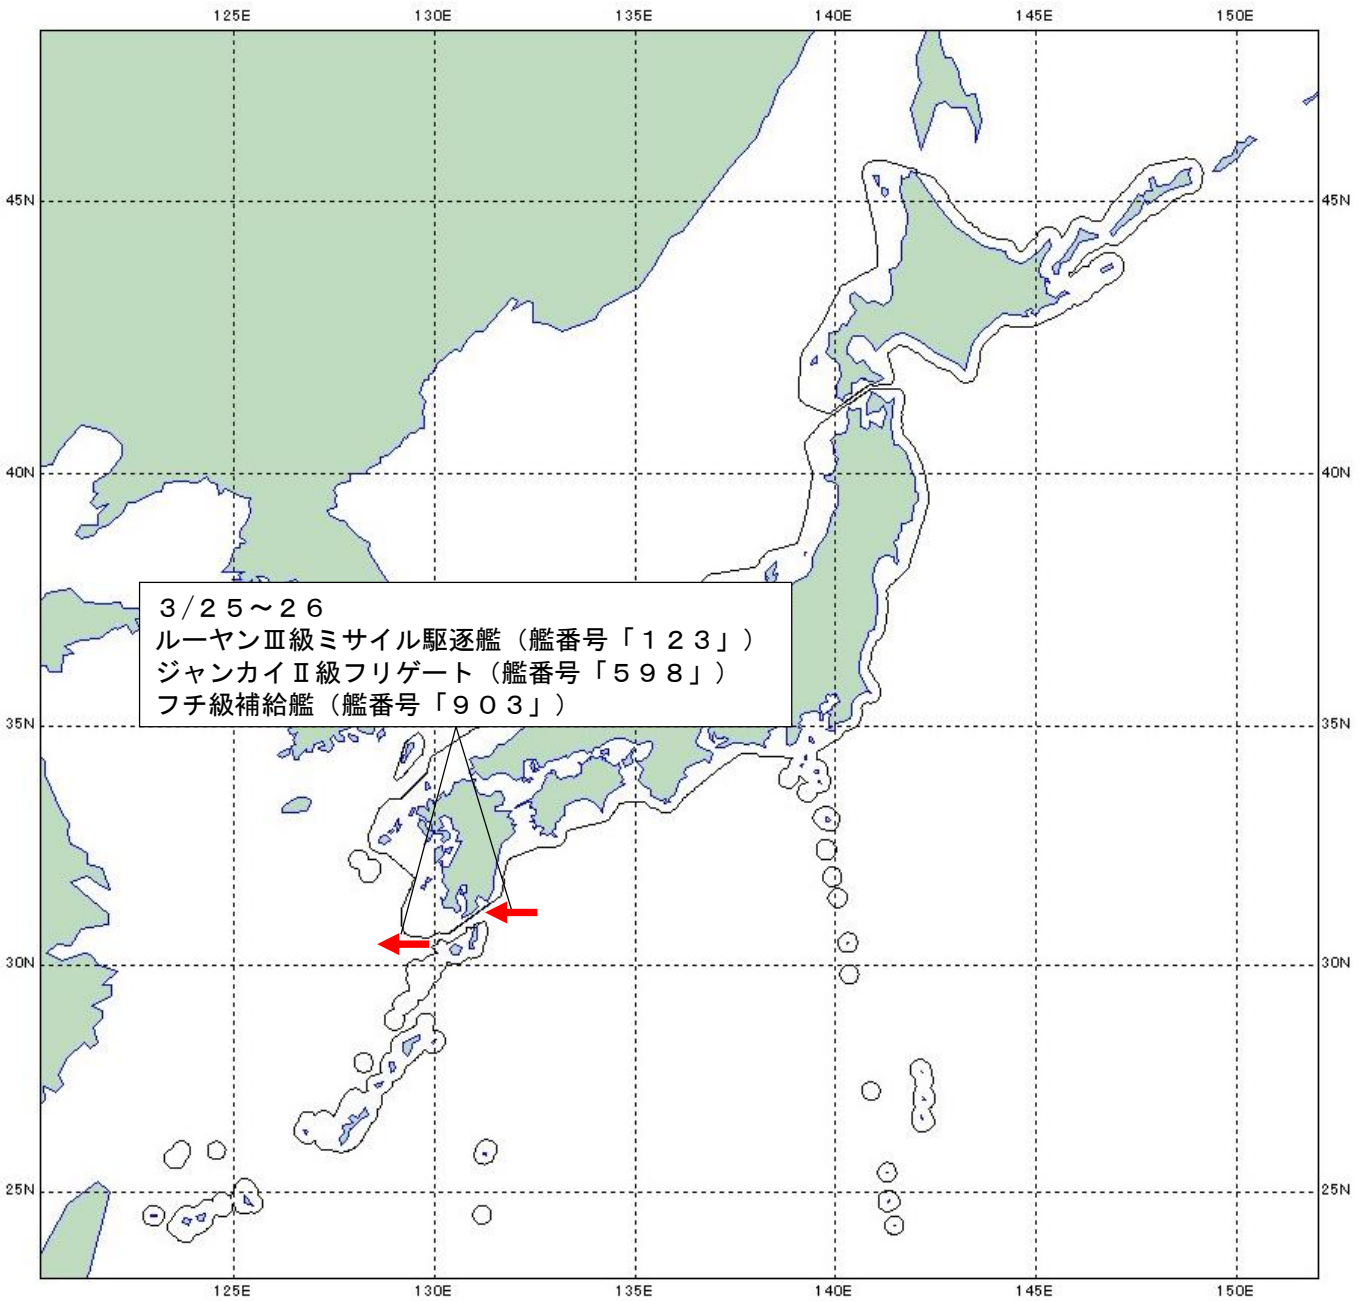 125E 130E 135E 140E 145E 150E
45N 45N
40N 40N
3/25～26
ルーヤンⅢ級ミサイル駆逐艦（艦番号「123」）
ジャンカイⅡ級フリゲート（艦番号「598」）
フチ級補給艦（艦番号「903」）
35N 35N
30N 30N
25N 25N
125E 130E 135E 140E 145E 150E